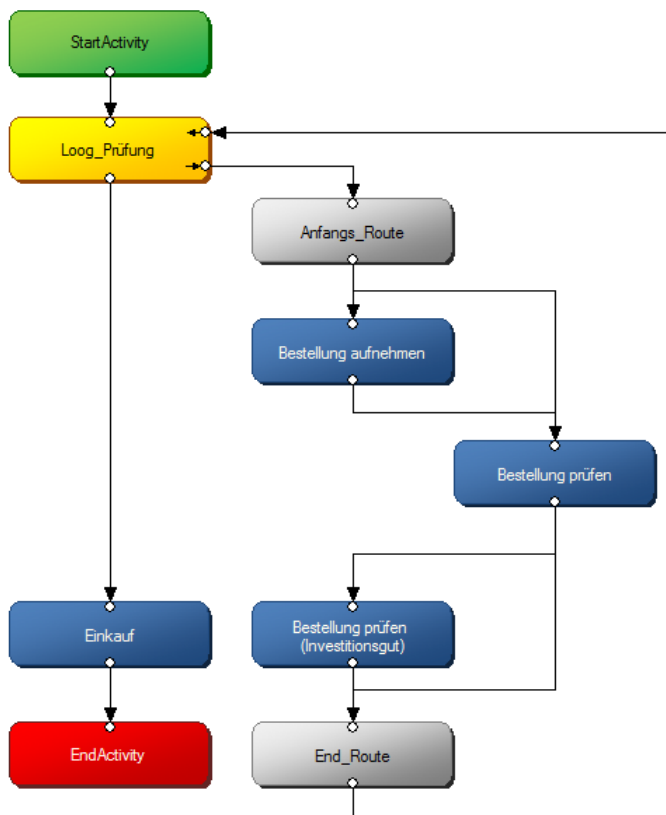 StartActivity
Loog_Prüfung
Anfangs_Route
Bestellung aufnehmen
Bestellung prüfen
Einkauf
Bestellung prüfen
(Investitionsgut)
EndActivity
End_Route